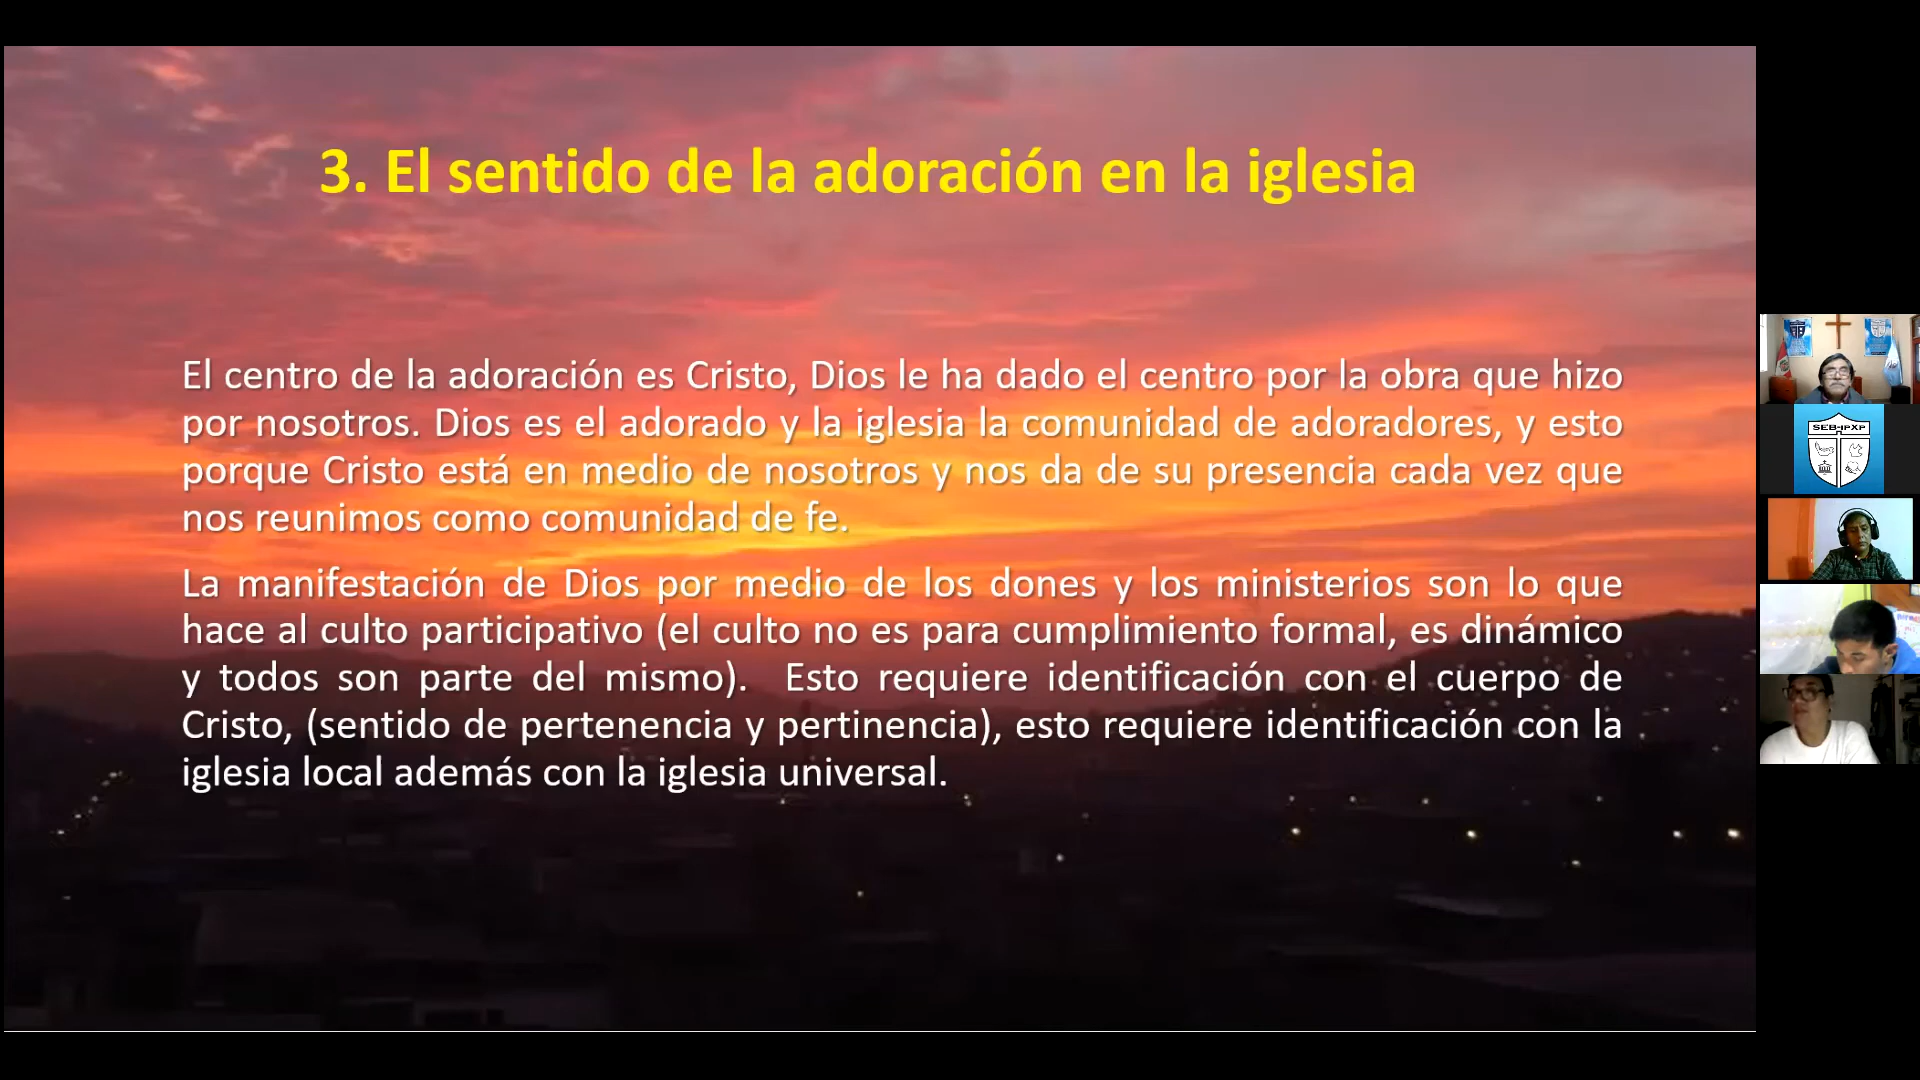 3. El sentido de la adoración en la iglesia
El centro de la adoración es Cristo, Dios le ha dado el centro por la obra que hizo
por nosotros. Dios es el adorado y la iglesia la comunidad de adoradores, y esto
porque Cristo está en medio de nosotros y nos da de su presencia cada vez que
nos reunimos como comunidad de fe.
La manifestación de Dios por medio de los dones y los ministerios son lo que
hace al culto participativo (el culto no es para cumplimiento formal, es dinámico
y todos son parte del mismo). Esto requiere identificación con el cuerpo de
Cristo, (sentido de pertenencia y pertinencia), esto requiere identificación con la
iglesia local además con la iglesia universal.
SEB-IPXP